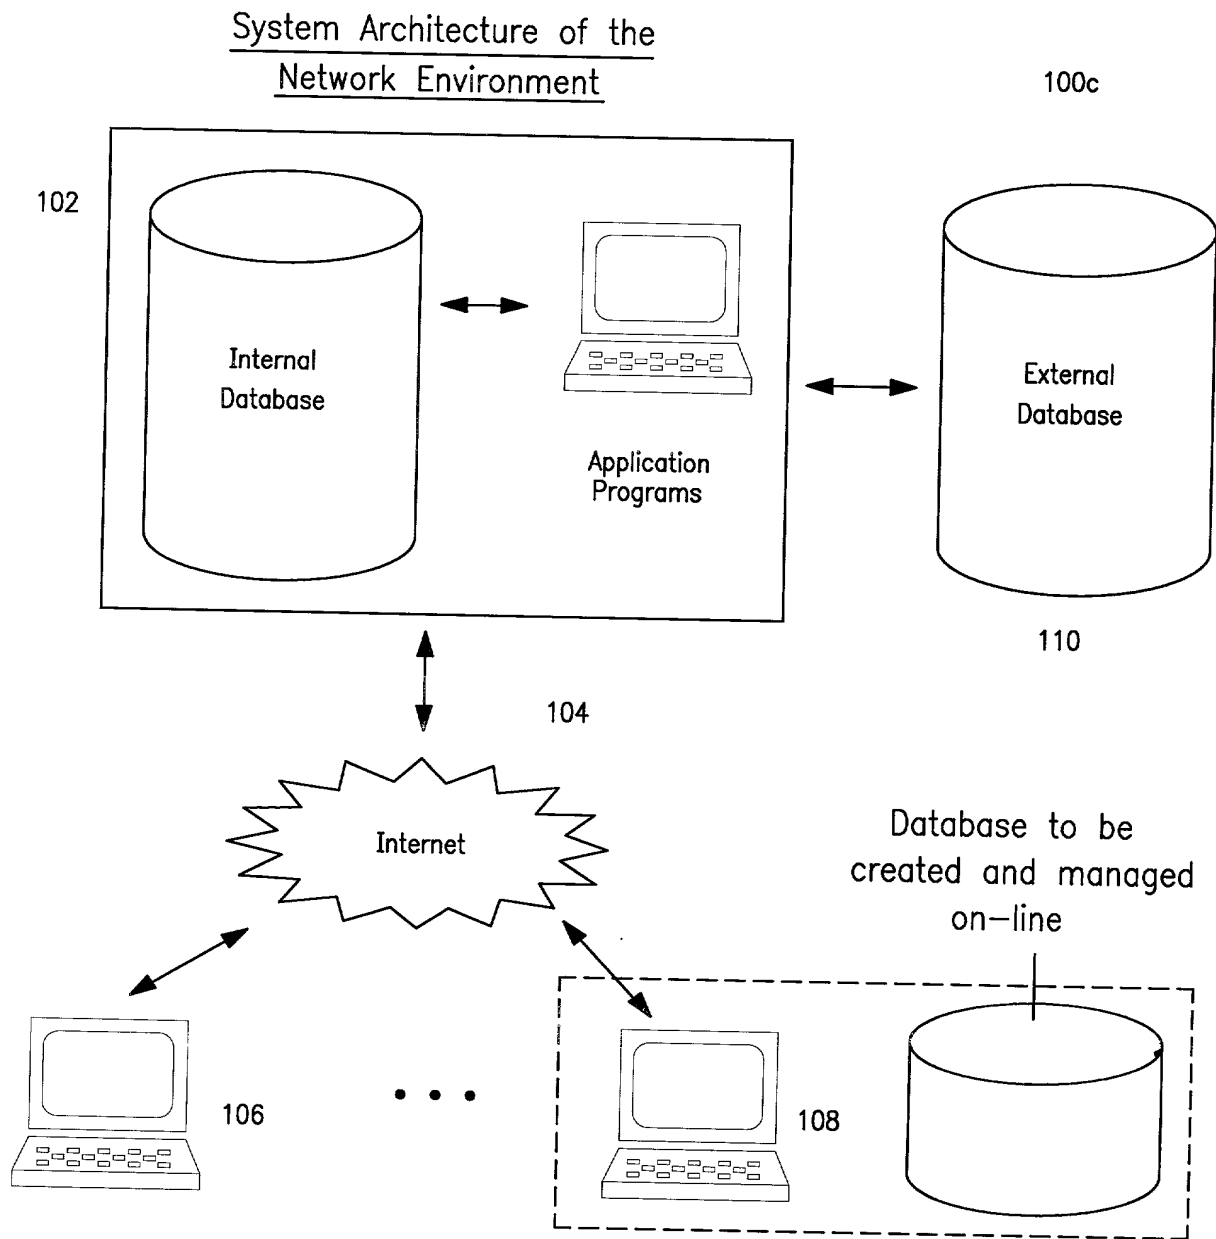 System Architecture of the
Network Environment
100c
102
Internal
Database
Application
Programs
External
Database
110
104
Internet
Database to be
created and managed
on-line
106
108